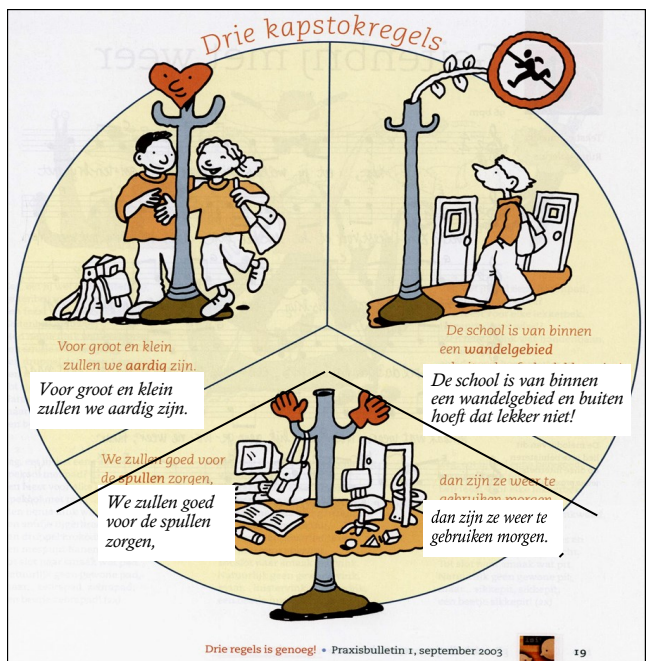 Drie kapstokregels
Voor groot en klein
zullen we aardig zijn.
Voor groot en klein
zullen we aardig zijn.
De school is van binnen
een wandelgebied
De school is van binnen
een wandelgebied en buiten
hoeft dat lekker niet!
We zullen goed voor
de spullen zorgen,
We zullen goed
voor de spullen
zorgen,
dan zijn ze weer te
gebruiken morgen.
dan zijn ze weer te
gebruiken morgen.
Drie regels is genoeg! • Praxisbulletin 1, september 2003
19